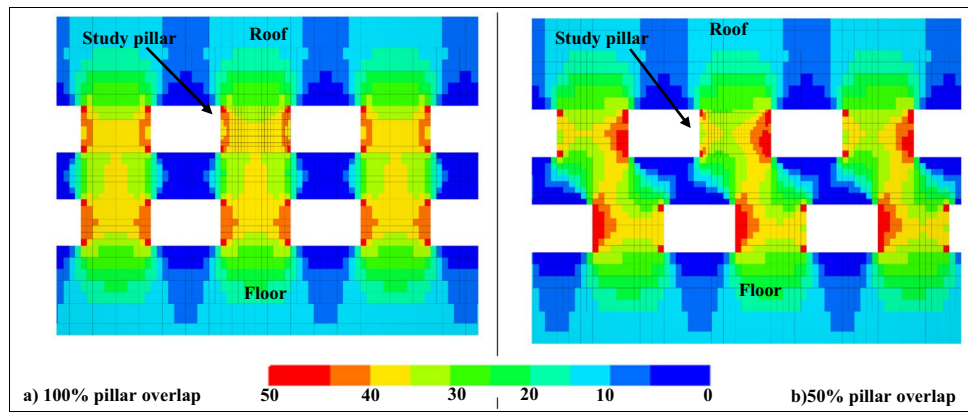 Study pillar
Roof
Floor
Study pillar
Roof
Floor
a) 100% pillar overlap
50 40 30 20 10 0
b)50% pillar overlap